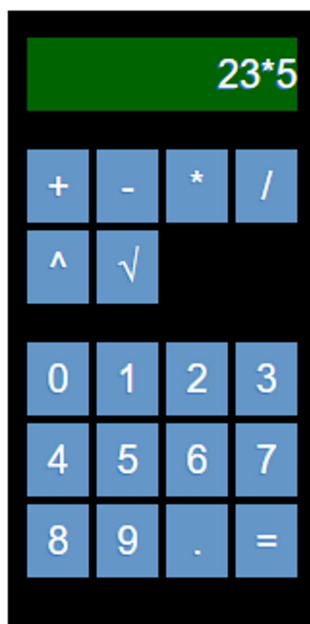 23*5
+ - * /
^ √
0 1 2 3
4 5 6 7
8 9 . =